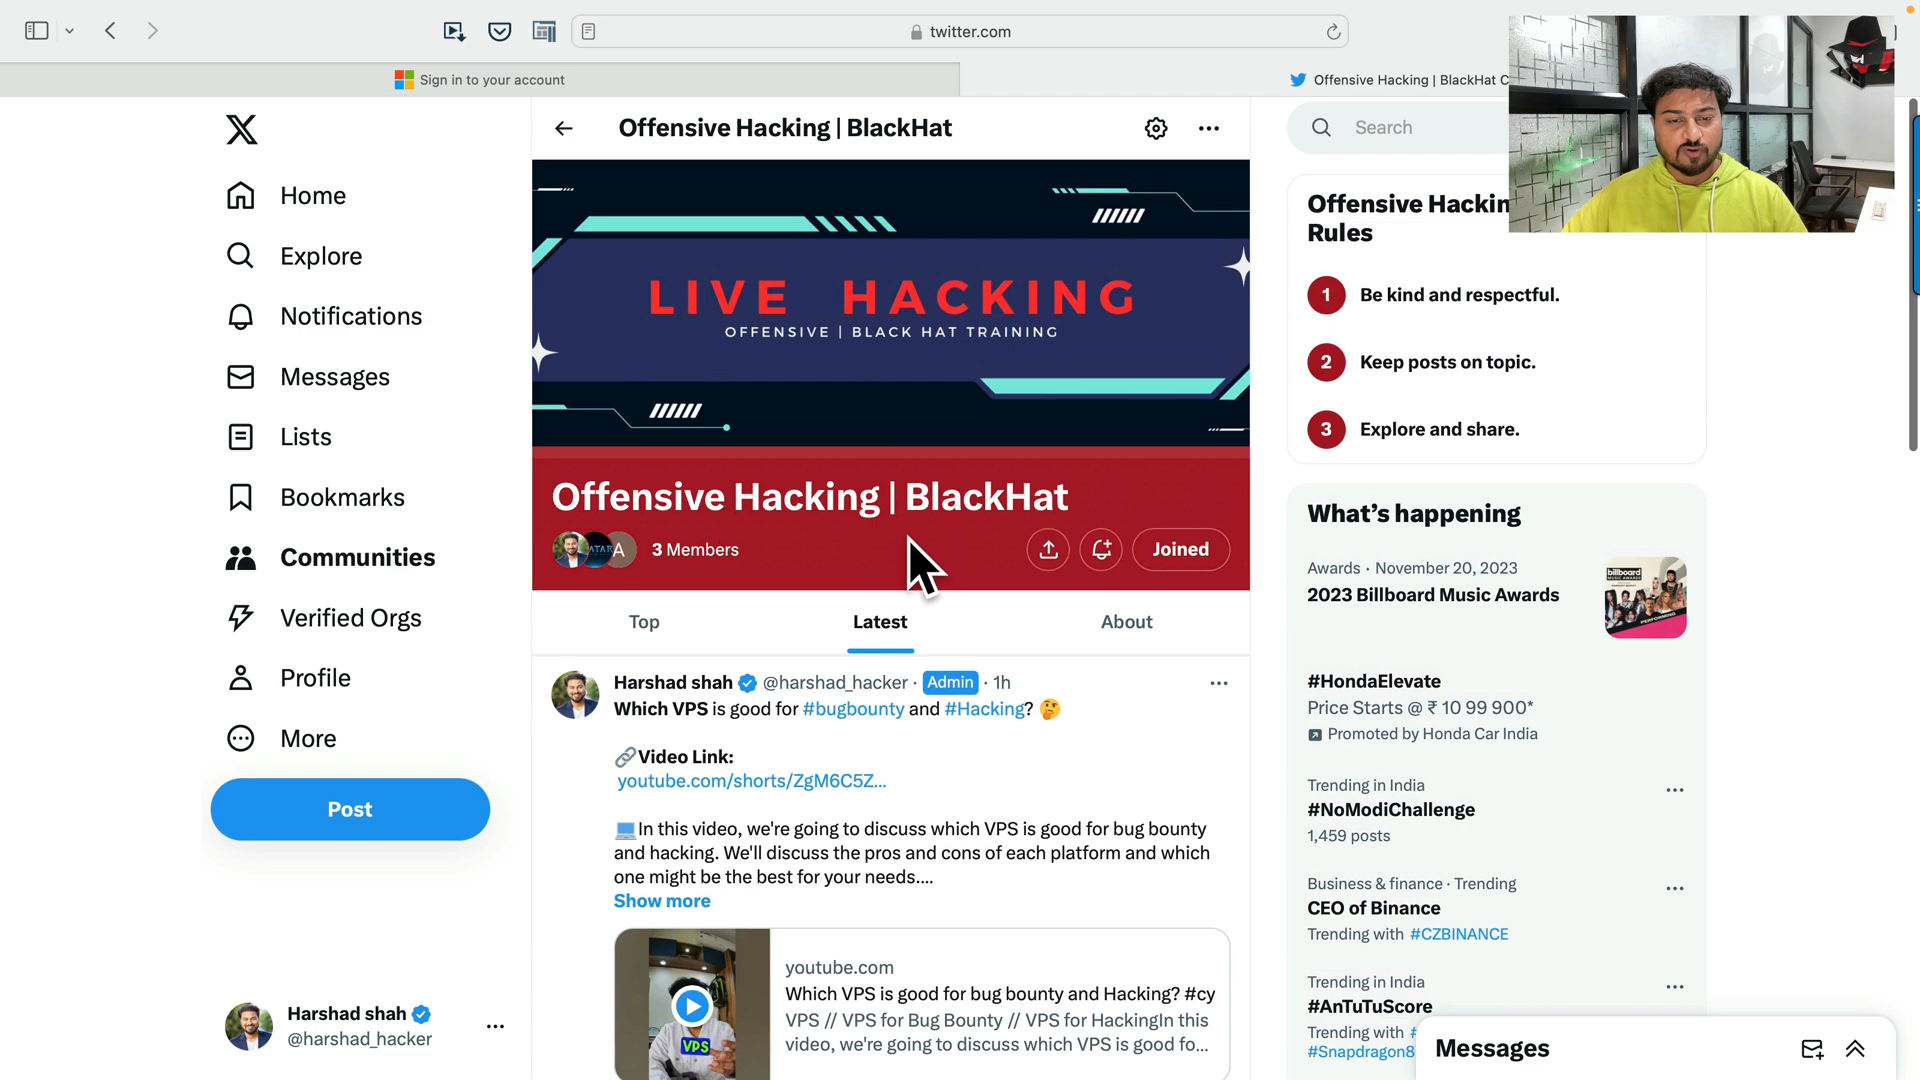 twitter.com
Sign in to your account
Offensive Hacking | BlackHat C
X
Home
Explore
Notifications
Messages
Lists
Bookmarks
Communities
Verified Orgs
Profile
More
Post
Harshad shah
@harshad_hacker
Offensive Hacking | BlackHat
LIVE HACKING
OFFENSIVE | BLACK HAT TRAINING
Offensive Hacking | BlackHat
ATAR A
3 Members
Joined
Top
Latest
About
Harshad shah @harshad_hacker · Admin · 1h
Which VPS is good for #bugbounty and #Hacking? 🤔
🔗Video Link:
youtube.com/shorts/ZgM6C5Z...
💻In this video, we're going to discuss which VPS is good for bug bounty
and hacking. We'll discuss the pros and cons of each platform and which
one might be the best for your needs....
Show more
VPS
youtube.com
Which VPS is good for bug bounty and Hacking? #cy
VPS // VPS for Bug Bounty // VPS for HackingIn this
video, we're going to discuss which VPS is good fo...
Search
Offensive Hackin
Rules
1 Be kind and respectful.
2 Keep posts on topic.
3 Explore and share.
What's happening
Awards · November 20, 2023
2023 Billboard Music Awards
billboard
MUSIC AWARDS
PERFORMING
#HondaElevate
Price Starts @ ₹ 10 99 900*
Promoted by Honda Car India
Trending in India
#NoModiChallenge
1,459 posts
Business & finance · Trending
CEO of Binance
Trending with #CZBINANCE
Trending in India
#AnTuTuScore
Trending with #
#Snapdragon8
Messages